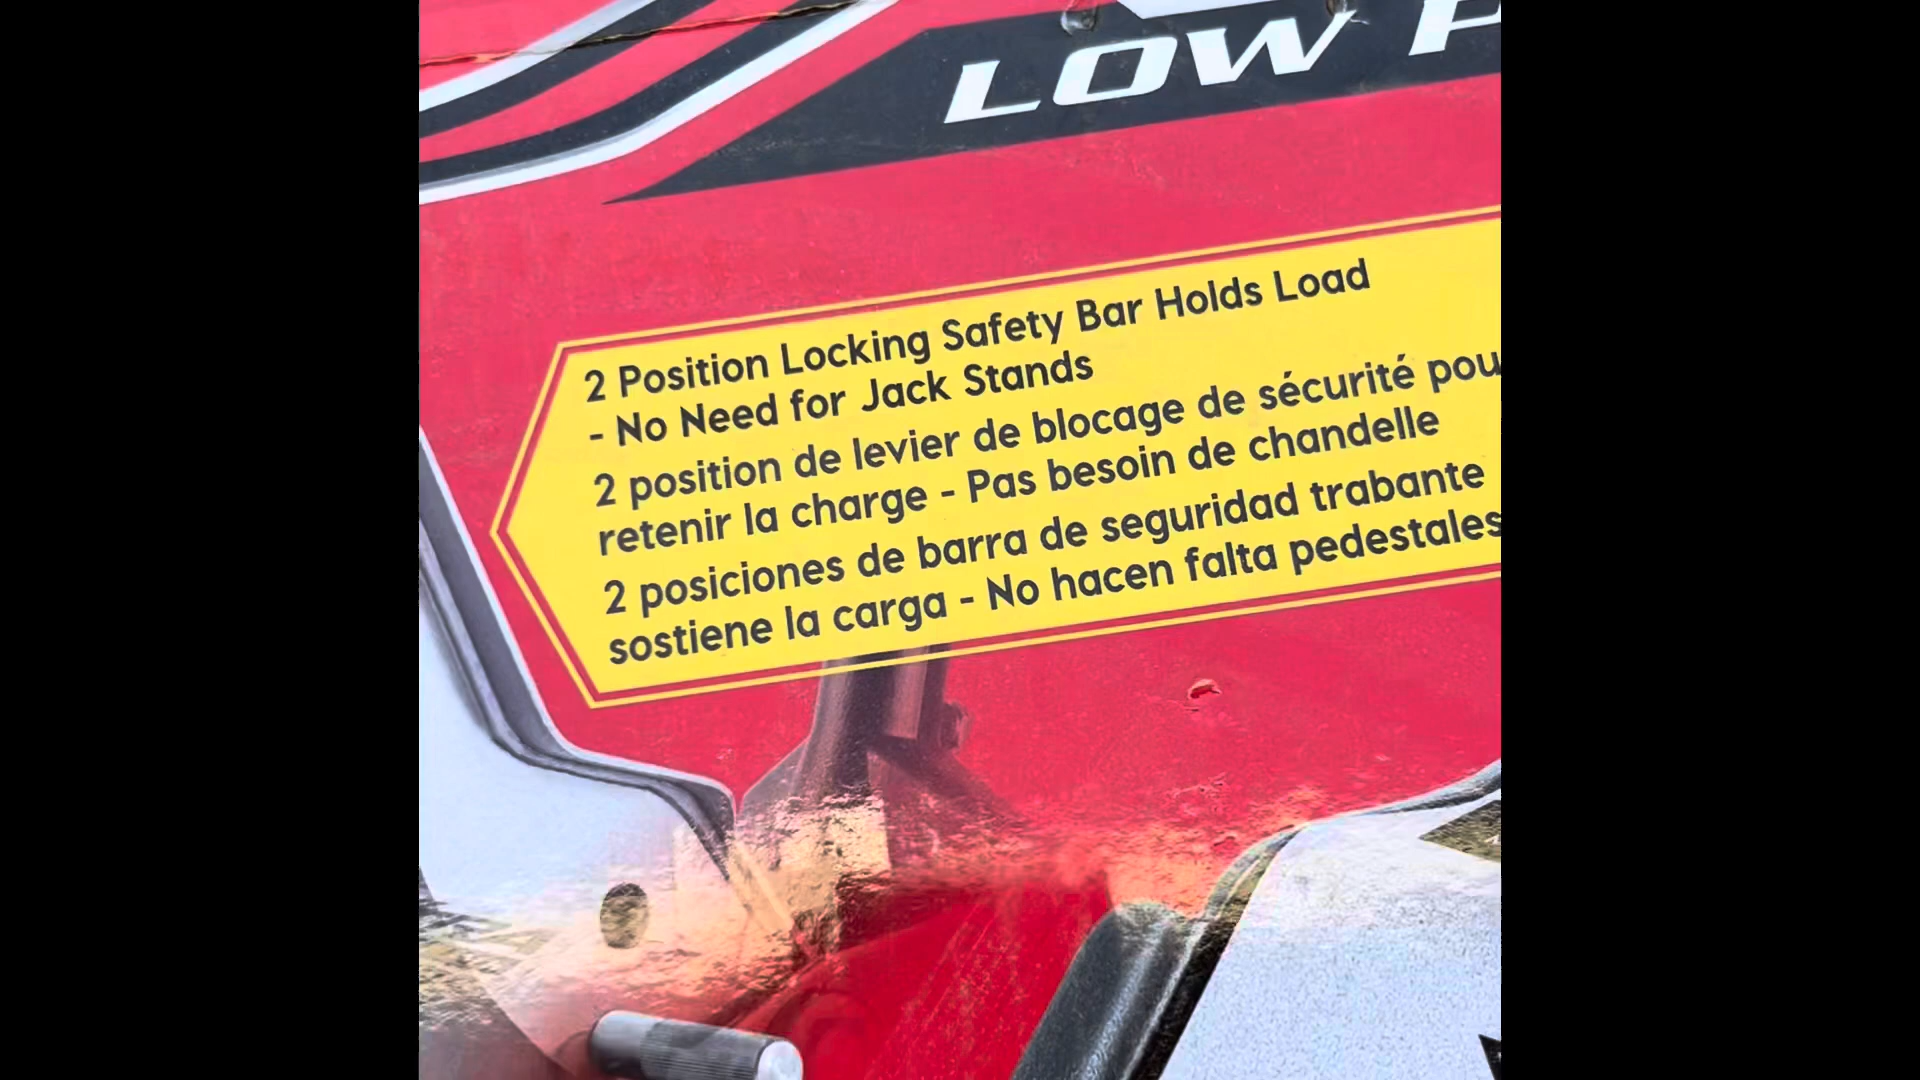 LOW
2 Position Locking Safety Bar Holds Load
- No Need for Jack Stands
2 position de levier de blocage de sécurité pou
retenir la charge - Pas besoin de chandelle
2 posiciones de barra de seguridad trabante
sostiene la carga - No hacen falta pedestales